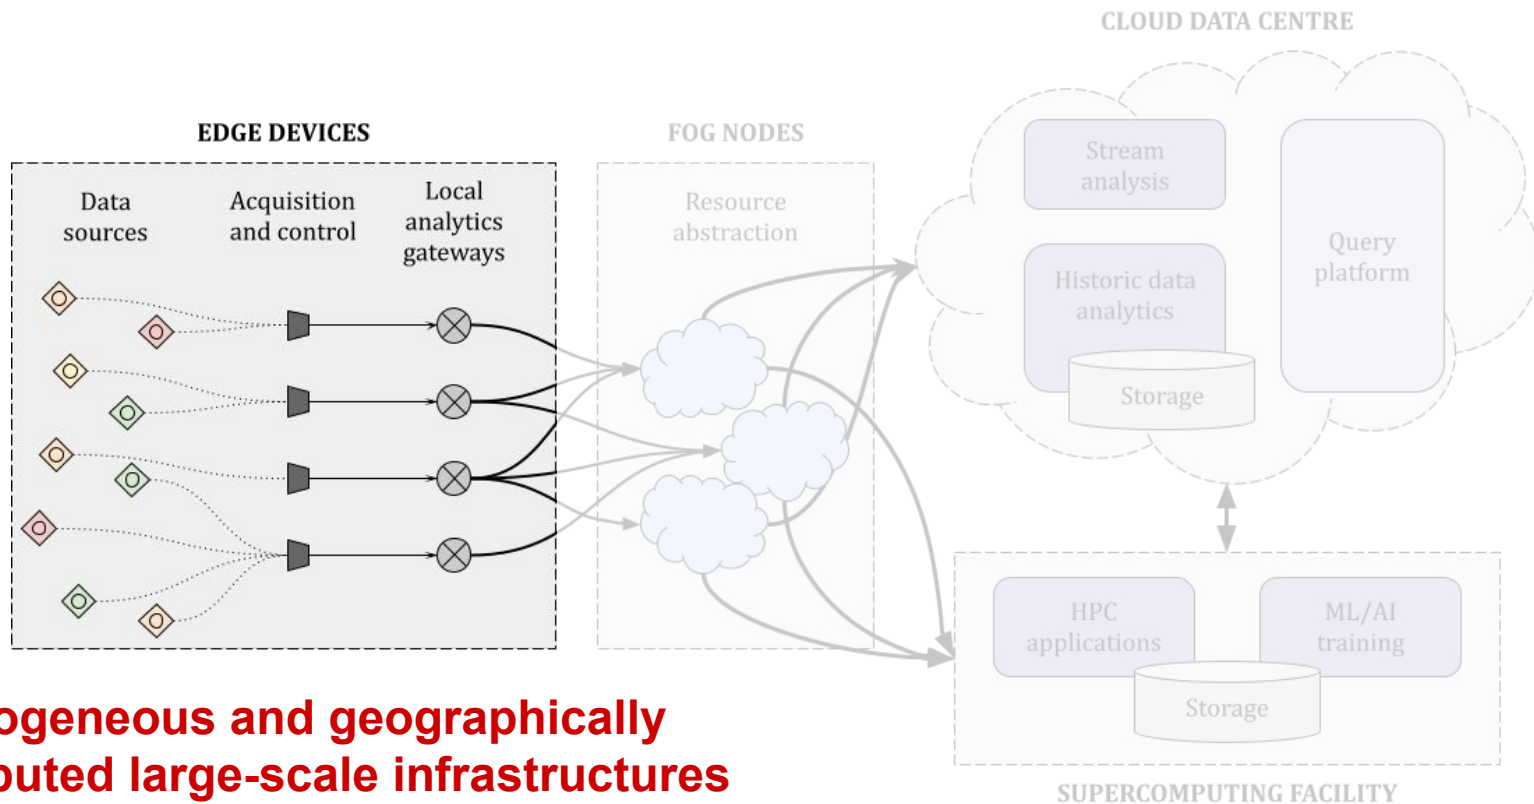 CLOUD DATA CENTRE
EDGE DEVICES
FOG NODES
Data
sources
Acquisition
and control
Local
analytics
gateways
Resource
abstraction
Stream
analysis
Historic data
analytics
Storage
Query
platform
HPC
applications
ML/AI
training
Storage
SUPERCOMPUTING FACILITY
ogeneous and geographically
buted large-scale infrastructures